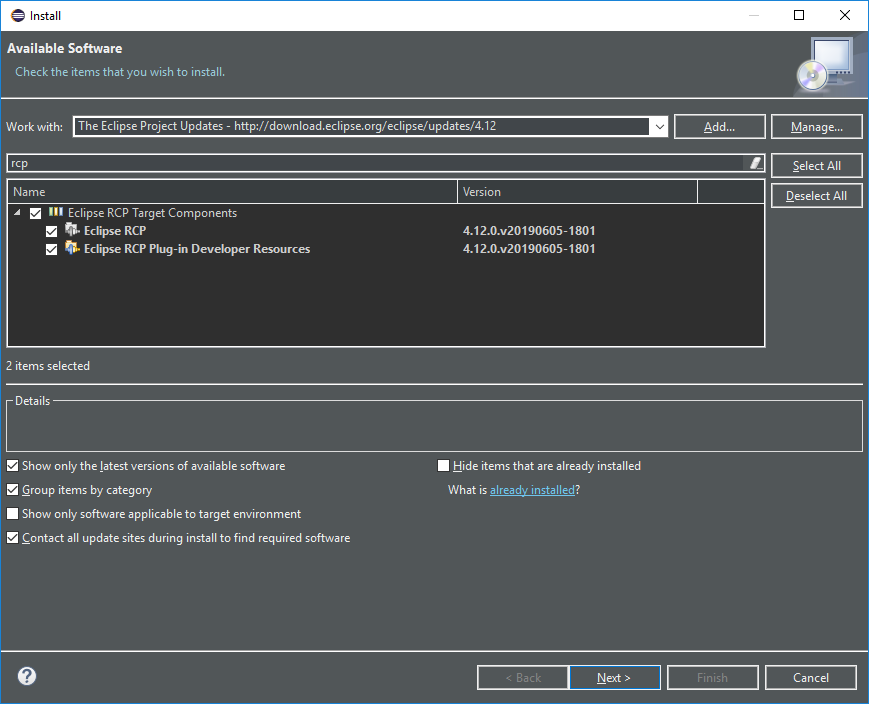 Install
Available Software
Check the items that you wish to install.
Work with: The Eclipse Project Updates - http://download.eclipse.org/eclipse/updates/4.12 Add... Manage...
rcp Select All
Deselect All
Name Version
Eclipse RCP Target Components
Eclipse RCP 4.12.0.v20190605-1801
Eclipse RCP Plug-in Developer Resources 4.12.0.v20190605-1801
2 items selected
Details
Show only the latest versions of available software Hide items that are already installed
Group items by category What is already installed?
Show only software applicable to target environment
Contact all update sites during install to find required software
? < Back Next > Finish Cancel